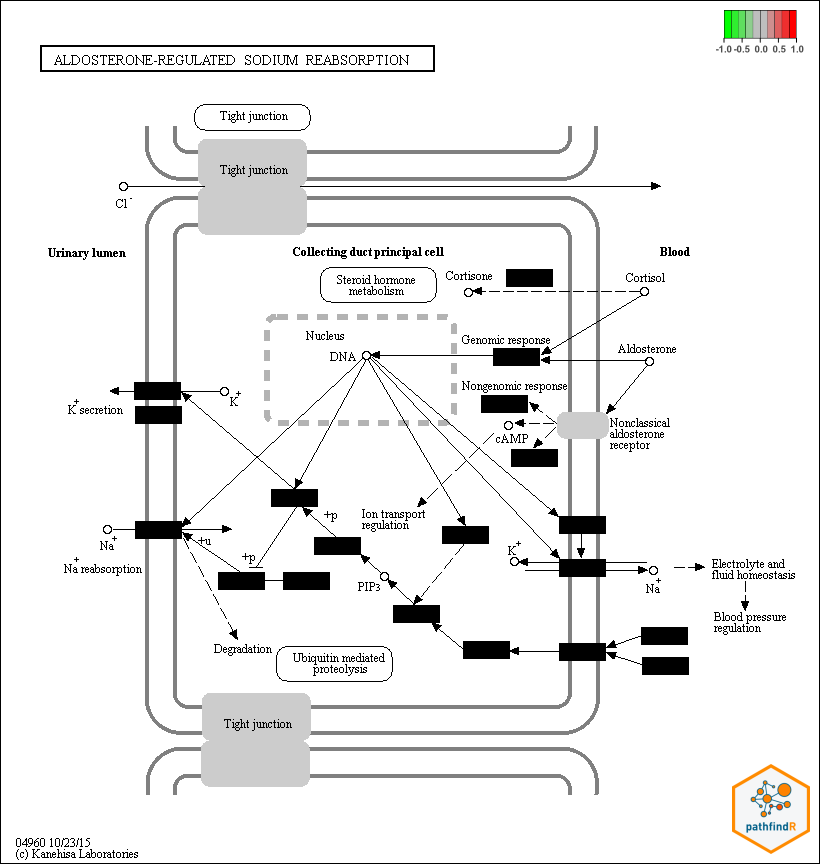 -1.0 -0.5 0.0 0.5 1.0
ALDOSTERONE-REGULATED SODIUM REABSORPTION
Tight junction
Tight junction
Cl -
Urinary lumen
Collecting duct principal cell
Blood
Steroid hormone
metabolism
Cortisone
Cortisol
Nucleus
DNA
Genomic response
Aldosterone
Nongenomic response
K+
K+ secretion
cAMP
Nonclassical
aldosterone
receptor
+p
Ion transport
regulation
Na+
+u
+p
Na+ reabsorption
PIP3
K+
Na+
Electrolyte and
fluid homeostasis
Blood pressure
regulation
Degradation
Ubiquitin mediated
proteolysis
Tight junction
04960 10/23/15
(c) Kanehisa Laboratories
pathfindR